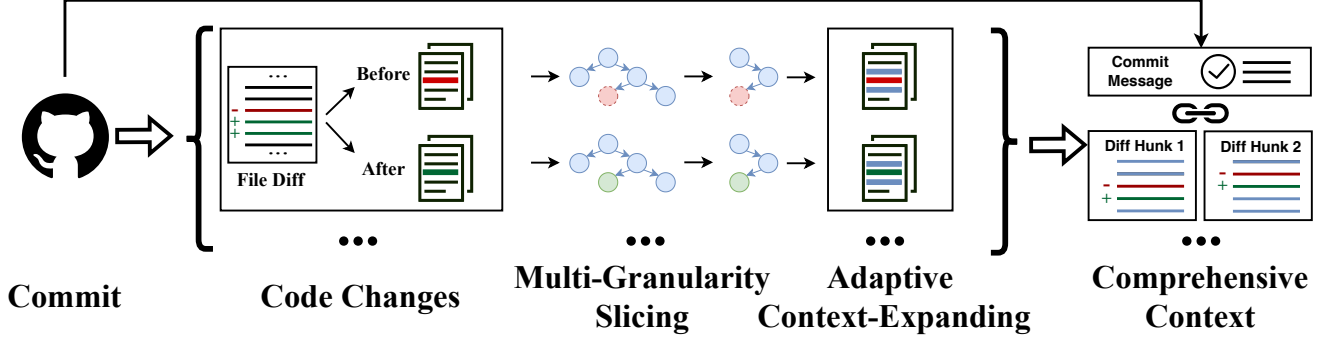 ...
-
+
+
...
File Diff
Before
After
Commit
Message
Diff Hunk 1
-
+
Diff Hunk 2
-
+
...
...
...
...
Commit
Code Changes
Multi-Granularity
Slicing
Adaptive
Context-Expanding
Comprehensive
Context